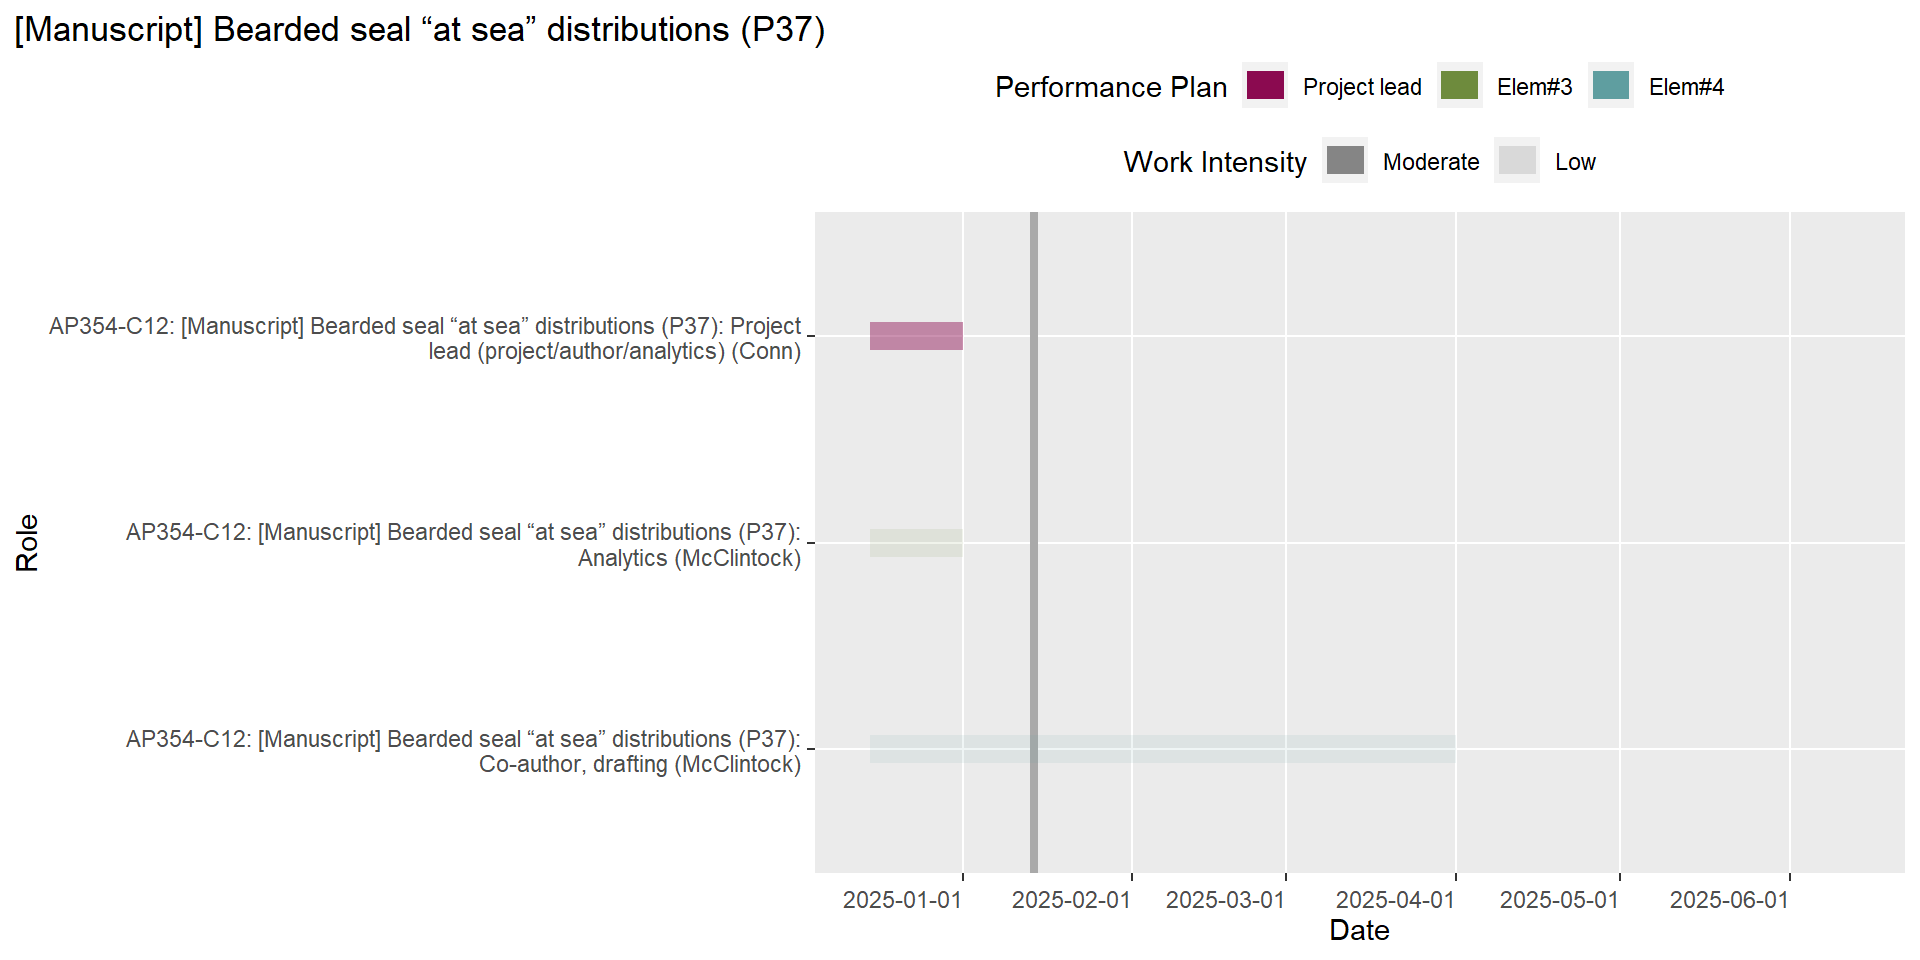 [Manuscript] Bearded seal “at sea” distributions (P37)
Performance Plan Project lead Elem#3 Elem#4
Work Intensity Moderate Low
AP354-C12: [Manuscript] Bearded seal “at sea” distributions (P37): Project
lead (project/author/analytics) (Conn)
AP354-C12: [Manuscript] Bearded seal “at sea” distributions (P37):
Analytics (McClintock)
AP354-C12: [Manuscript] Bearded seal “at sea” distributions (P37):
Co-author, drafting (McClintock)
Role
2025-01-01 2025-02-01 2025-03-01 2025-04-01 2025-05-01 2025-06-01
Date